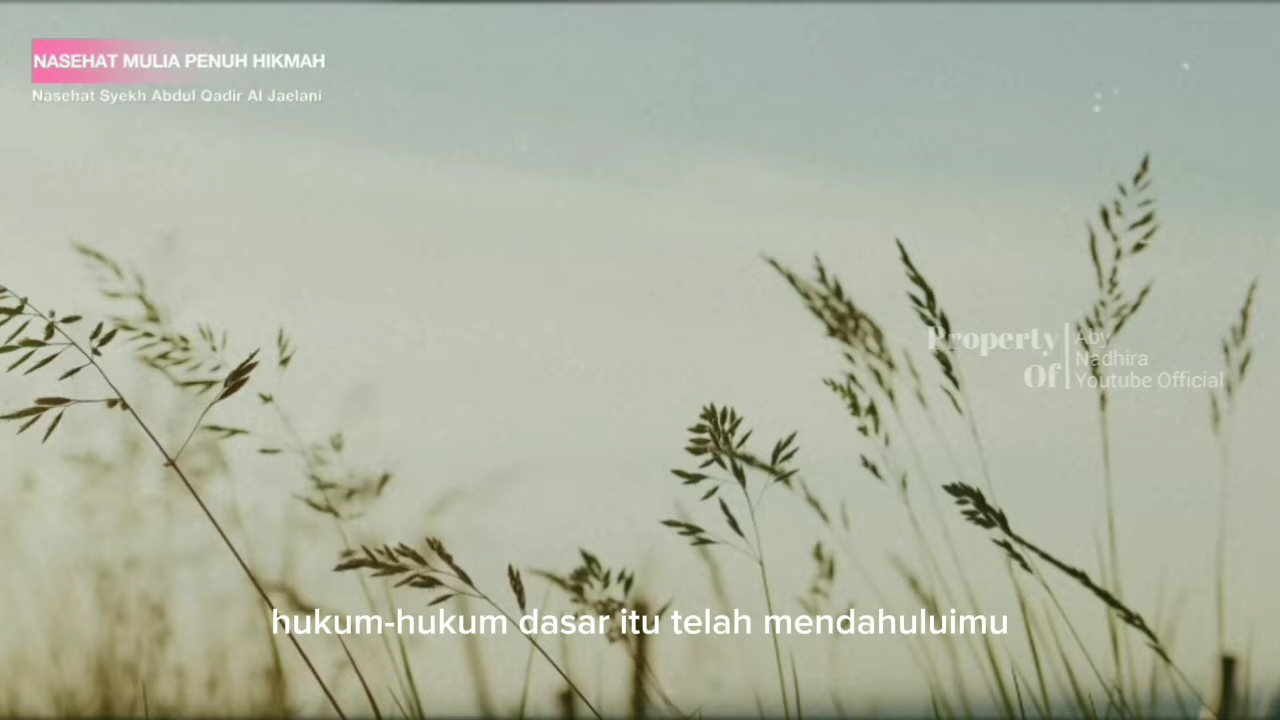 NASEHAT MULIA PENUH HIKMAH
Nasehat Syekh Abdul Qadir Al Jaelani
Property Of
Aby
Nadhira
Youtube Official
hukum-hukum dasar itu telah mendahuluimu